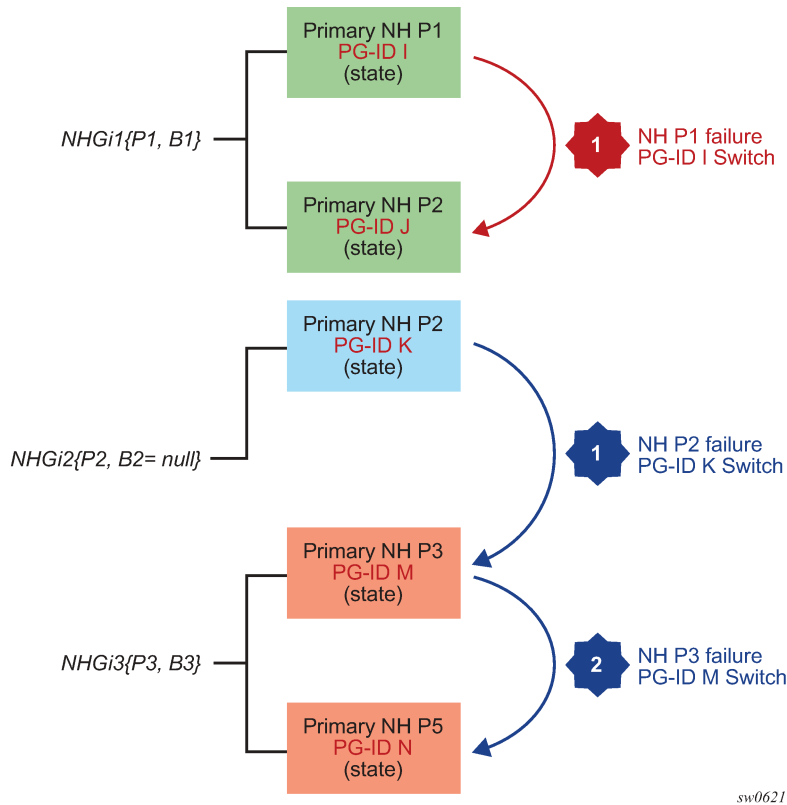 Primary NH P1
PG-ID I
(state)
NHGi1{P1, B1}
1
NH P1 failure
PG-ID I Switch
Primary NH P2
PG-ID J
(state)
Primary NH P2
PG-ID K
(state)
NHGi2{P2, B2= null}
1
NH P2 failure
PG-ID K Switch
Primary NH P3
PG-ID M
(state)
NHGi3{P3, B3}
2
NH P3 failure
PG-ID M Switch
Primary NH P5
PG-ID N
(state)
sw0621